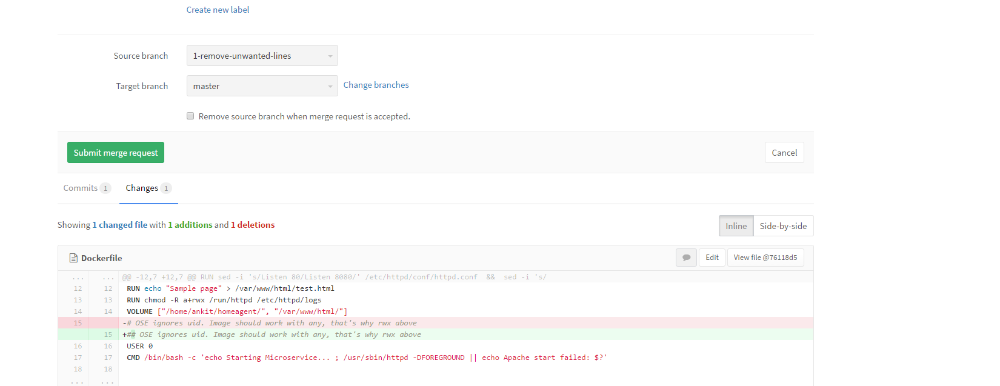 Create new label
Source branch 1-remove-unwanted-lines
Target branch master Change branches
Remove source branch when merge request is accepted.
Submit merge request Cancel
Commits 1 Changes 1
Showing 1 changed file with 1 additions and 1 deletions Inline Side-by-side
Dockerfile Edit View file @76118d5
... ... @@ -12,7 +12,7 @@ RUN sed -i 's/Listen 80/Listen 8080/' /etc/httpd/conf/httpd.conf && sed -i 's/
12 12 RUN echo "Sample page" > /var/www/html/test.html
13 13 RUN chmod -R a+rwx /run/httpd /etc/httpd/logs
14 14 VOLUME ["/home/ankit/homeagent/", "/var/www/html/"]
15 -# OSE ignores uid. Image should work with any, that's why rwx above
15 +## OSE ignores uid. Image should work with any, that's why rwx above
16 16 USER 0
17 17 CMD /bin/bash -c 'echo Starting Microservice... ; /usr/sbin/httpd -DFOREGROUND || echo Apache start failed: $?'
18 18
... ...